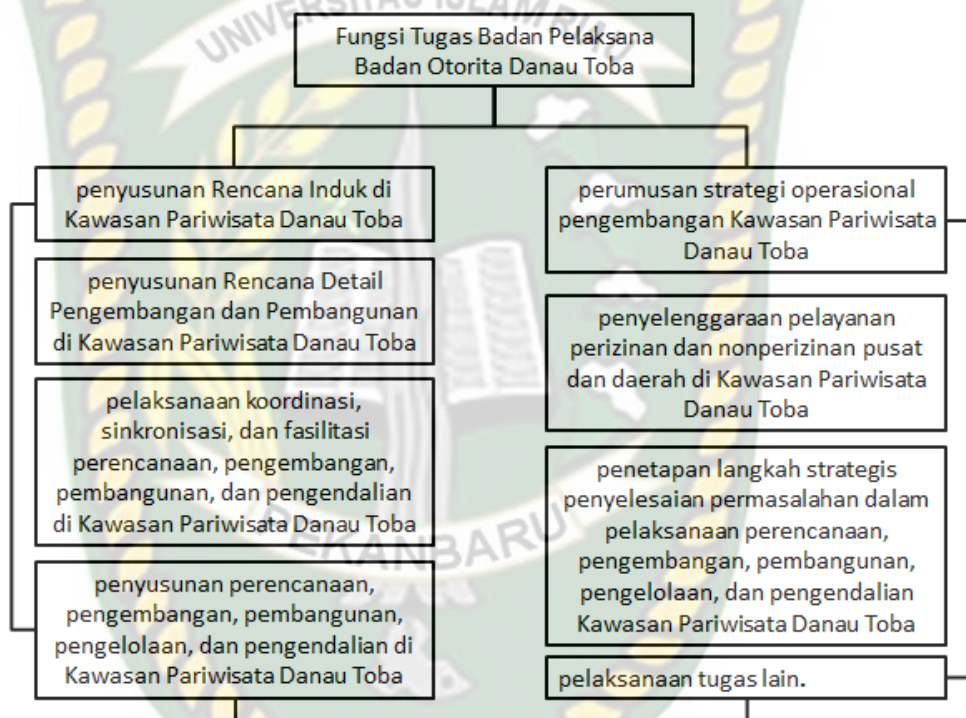 UNIVERSITAS ISLAM RIAU
Fungsi Tugas Badan Pelaksana
Badan Otorita Danau Toba
penyusunan Rencana Induk di
Kawasan Pariwisata Danau Toba
penyusunan Rencana Detail
Pengembangan dan Pembangunan
di Kawasan Pariwisata Danau Toba
pelaksanaan koordinasi,
sinkronisasi, dan fasilitasi
perencanaan, pengembangan,
pembangunan, dan pengendalian
di Kawasan Pariwisata Danau Toba
penyusunan perencanaan,
pengembangan, pembangunan,
pengelolaan, dan pengendalian di
Kawasan Pariwisata Danau Toba
perumusan strategi operasional
pengembangan Kawasan Pariwisata
Danau Toba
penyelenggaraan pelayanan
perizinan dan nonperizinan pusat
dan daerah di Kawasan Pariwisata
Danau Toba
penetapan langkah strategis
penyelesaian permasalahan dalam
pelaksanaan perencanaan,
pengembangan, pembangunan,
pengelolaan, dan pengendalian
Kawasan Pariwisata Danau Toba
pelaksanaan tugas lain.
PEKANBARU